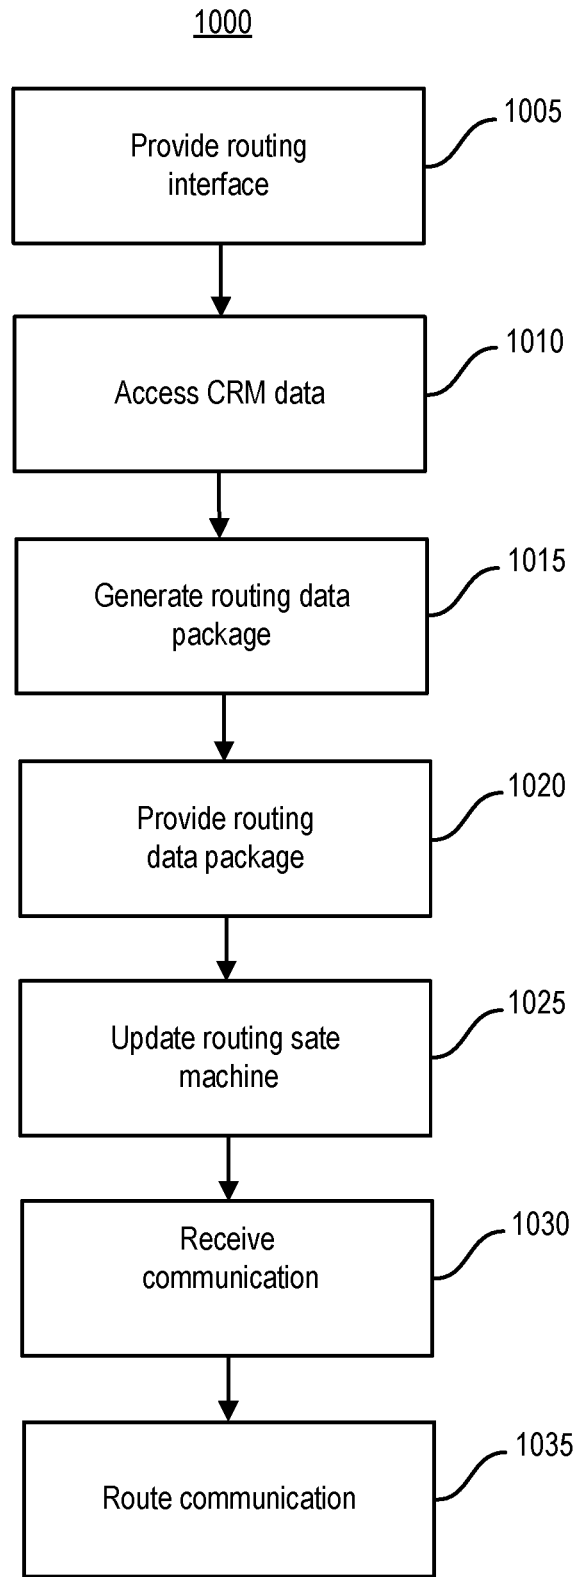 1000
Provide routing
interface
1005
Access CRM data
1010
Generate routing data
package
1015
Provide routing
data package
1020
Update routing sate
machine
1025
Receive
communication
1030
Route communication
1035